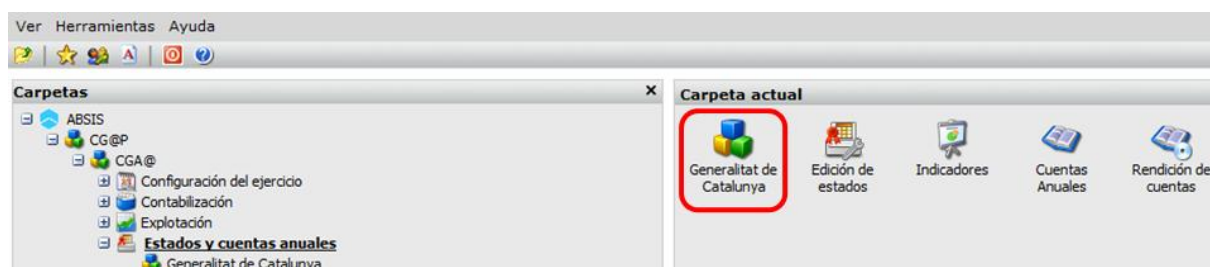 Ver Herramientas Ayuda
A
Carpetas x
ABSIS
CG@P
CGA@
Configuración del ejercicio
Contabilización
Explotación
Estados y cuentas anuales
Generalitat de Catalunya
Carpeta actual
Generalitat de
Catalunya
Edición de
estados
Indicadores
Cuentas
Anuales
Rendición de
cuentas